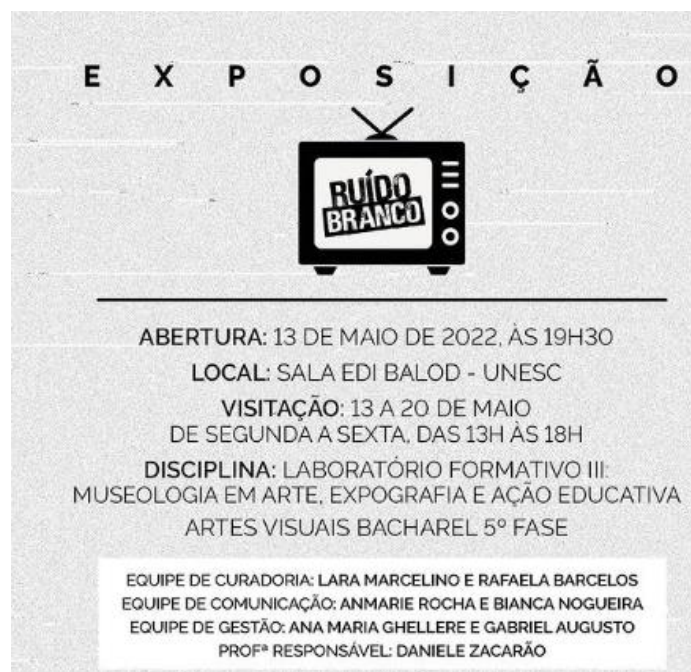 EXPOSIÇÃO
RUÍDO
BRANCO
ABERTURA: 13 DE MAIO DE 2022, ÀS 19H30
LOCAL: SALA EDI BALOD - UNESC
VISITAÇÃO: 13 A 20 DE MAIO
DE SEGUNDA A SEXTA, DAS 13H ÀS 18H
DISCIPLINA: LABORATÓRIO FORMATIVO III:
MUSEOLOGIA EM ARTE, EXPOGRAFIA E AÇÃO EDUCATIVA
ARTES VISUAIS BACHAREL 5º FASE
EQUIPE DE CURADORIA: LARA MARCELINO E RAFAELA BARCELOS
EQUIPE DE COMUNICAÇÃO: ANMARIE ROCHA E BIANCA NOGUEIRA
EQUIPE DE GESTÃO: ANA MARIA GHELLERE E GABRIEL AUGUSTO
PROFª RESPONSÁVEL: DANIELE ZACARÃO